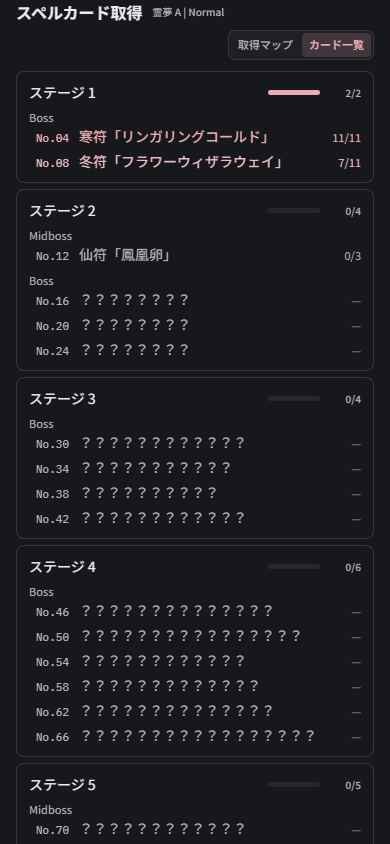 スペルカード取得 霊夢 A | Normal
取得マップ カード一覧
ステージ 1 2/2
Boss
No.04 寒符「リンガリングコールド」 11/11
No.08 冬符「フラワーウィザラウェイ」 7/11
ステージ 2 0/4
Midboss
No.12 仙符「鳳凰卵」 0/3
Boss
No.16 ？？？？？？？？ —
No.20 ？？？？？？？？ —
No.24 ？？？？？？？？ —
ステージ 3 0/4
Boss
No.30 ？？？？？？？？？？？？ —
No.34 ？？？？？？？？？？？ —
No.38 ？？？？？？？？？？ —
No.42 ？？？？？？？？？？？？ —
ステージ 4 0/6
Boss
No.46 ？？？？？？？？？？？？？？ —
No.50 ？？？？？？？？？？？？？？？？ —
No.54 ？？？？？？？？？？？？ —
No.58 ？？？？？？？？？？？？？ —
No.62 ？？？？？？？？？？？？？？ —
No.66 ？？？？？？？？？？？？？？？？？ —
ステージ 5 0/5
Midboss
No.70 ？？？？？？？？？？？？ —